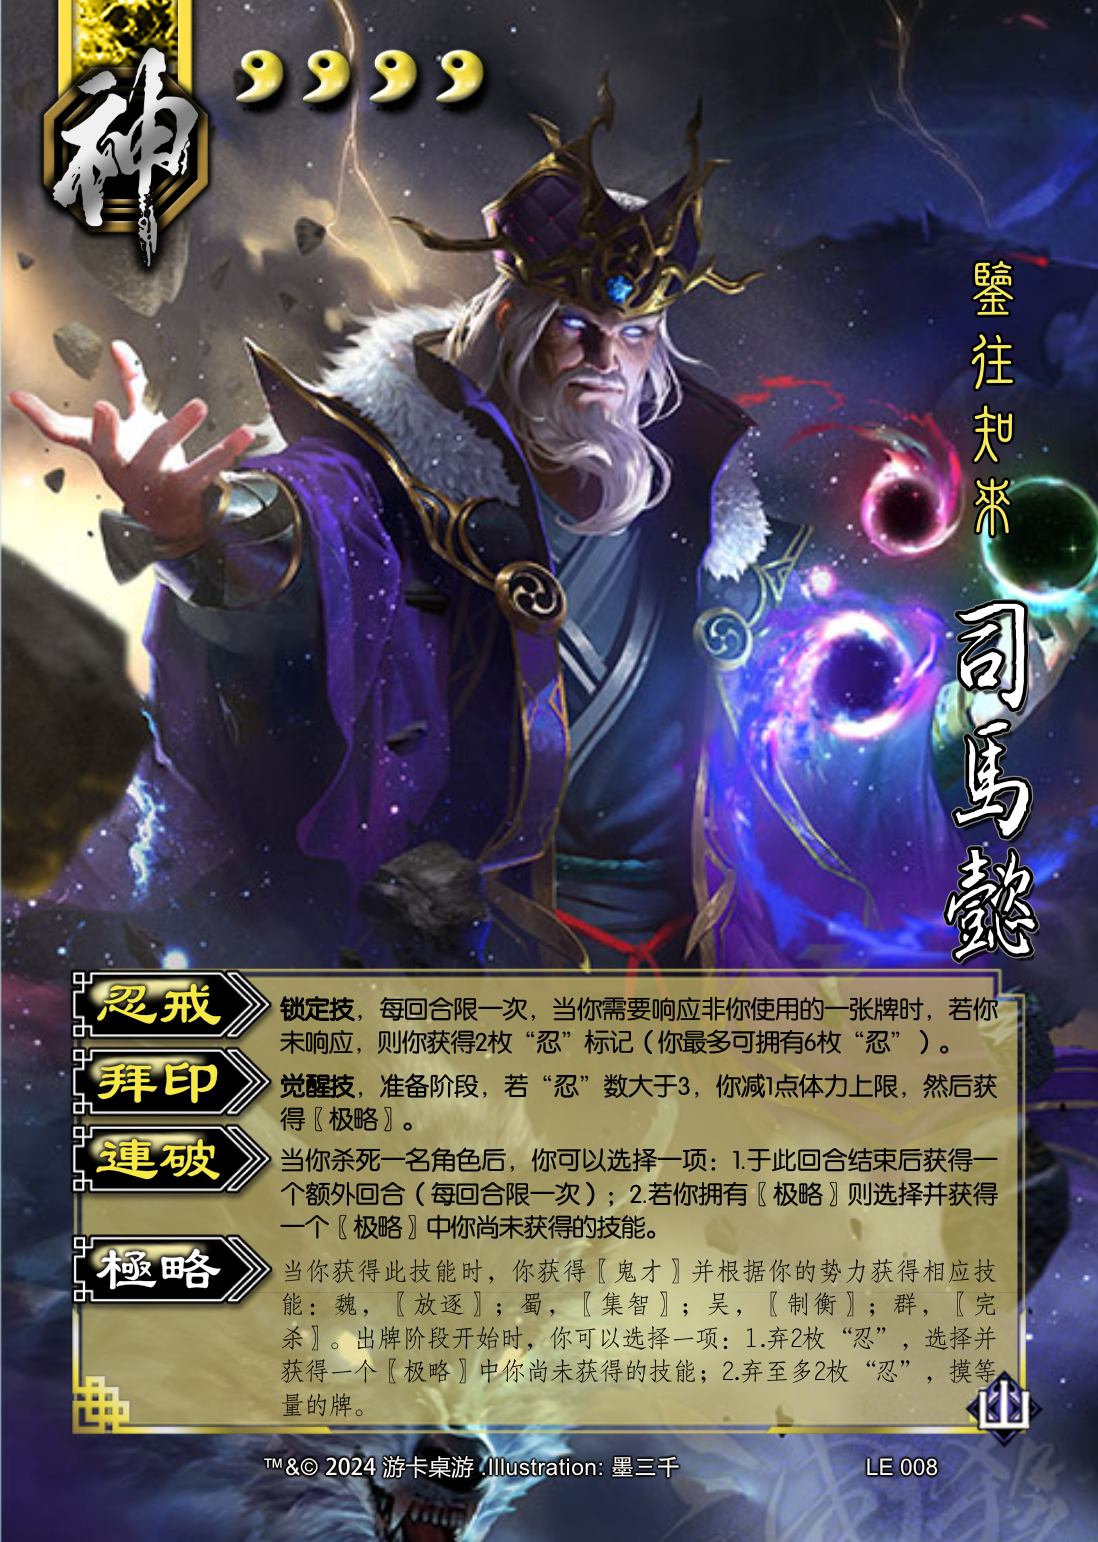 神
鑒往知來
司馬懿
忍戒
锁定技，每回合限一次，当你需要响应非你使用的一张牌时，若你
未响应，则你获得2枚“忍”标记（你最多可拥有6枚“忍”）。
拜印
觉醒技，准备阶段，若“忍”数大于3，你减1点体力上限，然后获
得〖极略〗。
連破
当你杀死一名角色后，你可以选择一项：1.于此回合结束后获得一
个额外回合（每回合限一次）；2.若你拥有〖极略〗则选择并获得
一个〖极略〗中你尚未获得的技能。
極略
当你获得此技能时，你获得〖鬼才〗并根据你的势力获得相应技
能：魏，〖放逐〗；蜀，〖集智〗；吴，〖制衡〗；群，〖完
杀〗。出牌阶段开始时，你可以选择一项：1.弃2枚“忍”，选择并
获得一个〖极略〗中你尚未获得的技能；2.弃至多2枚“忍”，摸等
量的牌。
山
™&© 2024 游卡桌游 .Illustration: 墨三千
LE 008